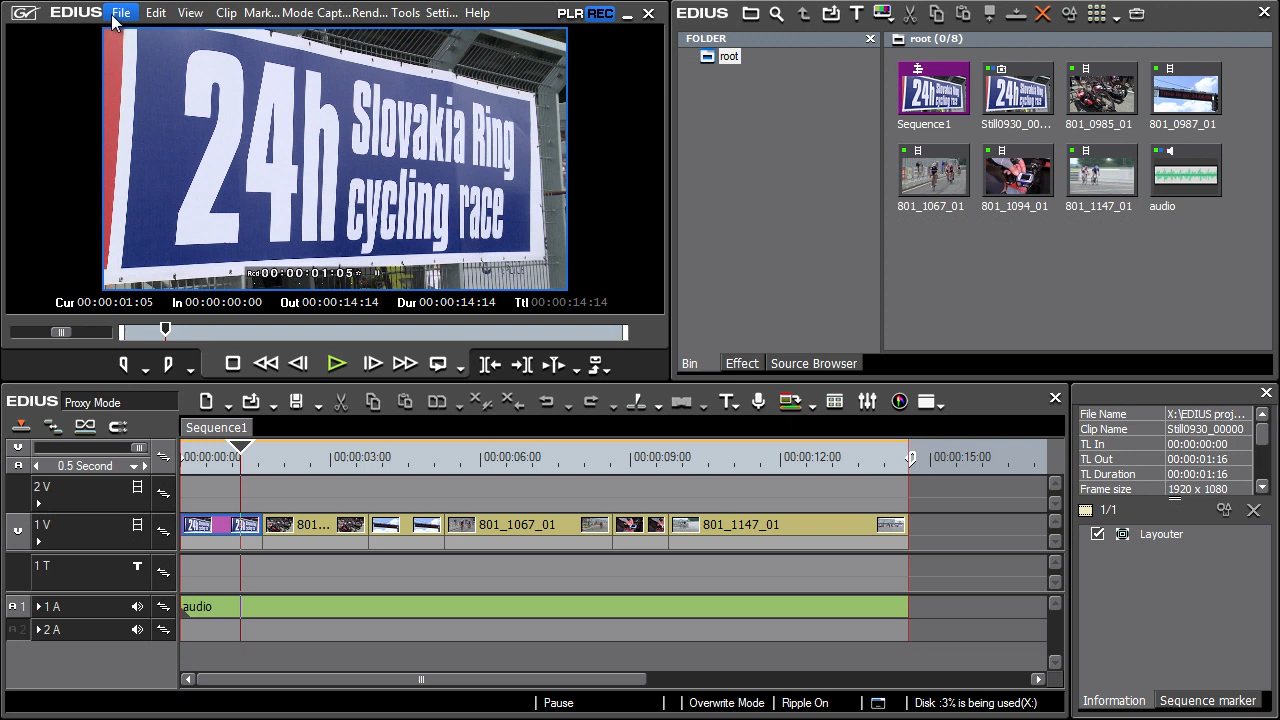 EDIUS File Edit View Clip Mark... Mode Capt... Rend... Tools Setti... Help PLR REC
24h Slovakia Ring
cycling race
Rcd 00:00:01:05
Cur 00:00:01:05 In 00:00:00:00 Out 00:00:14:14 Dur 00:00:14:14 Ttl 00:00:14:14
EDIUS
FOLDER
root
root (0/8)
Sequence1 Still0930_00... 801_0985_01 801_0987_01
801_1067_01 801_1094_01 801_1147_01 audio
Bin Effect Source Browser
EDIUS Proxy Mode
Sequence1
0.5 Second
00:00:00:00 00:00:03:00 00:00:06:00 00:00:09:00 00:00:12:00 00:00:15:00
2 V
1 V 801... 801_1067_01 801_1147_01
1 T T
A 1 1 A audio
A 2 2 A
File Name X:\EDIUS proj...
Clip Name Still0930_00000
TL In 00:00:00:00
TL Out 00:00:01:16
TL Duration 00:00:01:16
Frame size 1920 x 1080
1/1
Layouter
Information Sequence marker
Pause Overwrite Mode Ripple On Disk :3% is being used(X:)